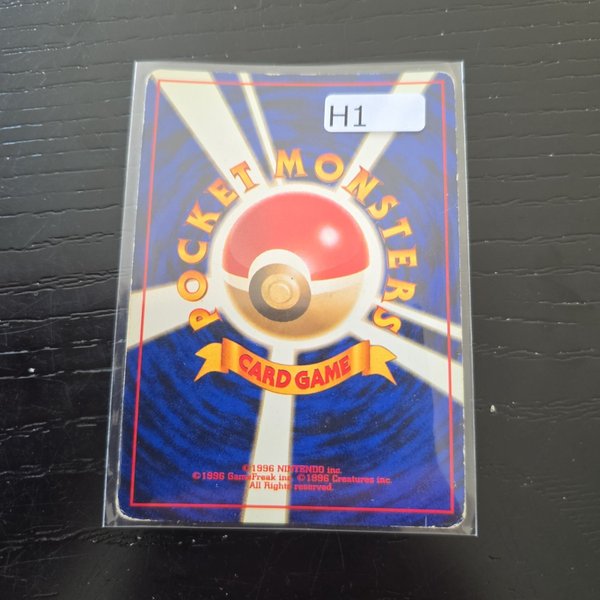 H1
POCKET MONSTERS
CARD GAME
©1996 NINTENDO inc.
©1996 GameFreak inc. ©1996 Creatures inc.
All Rights reserved.